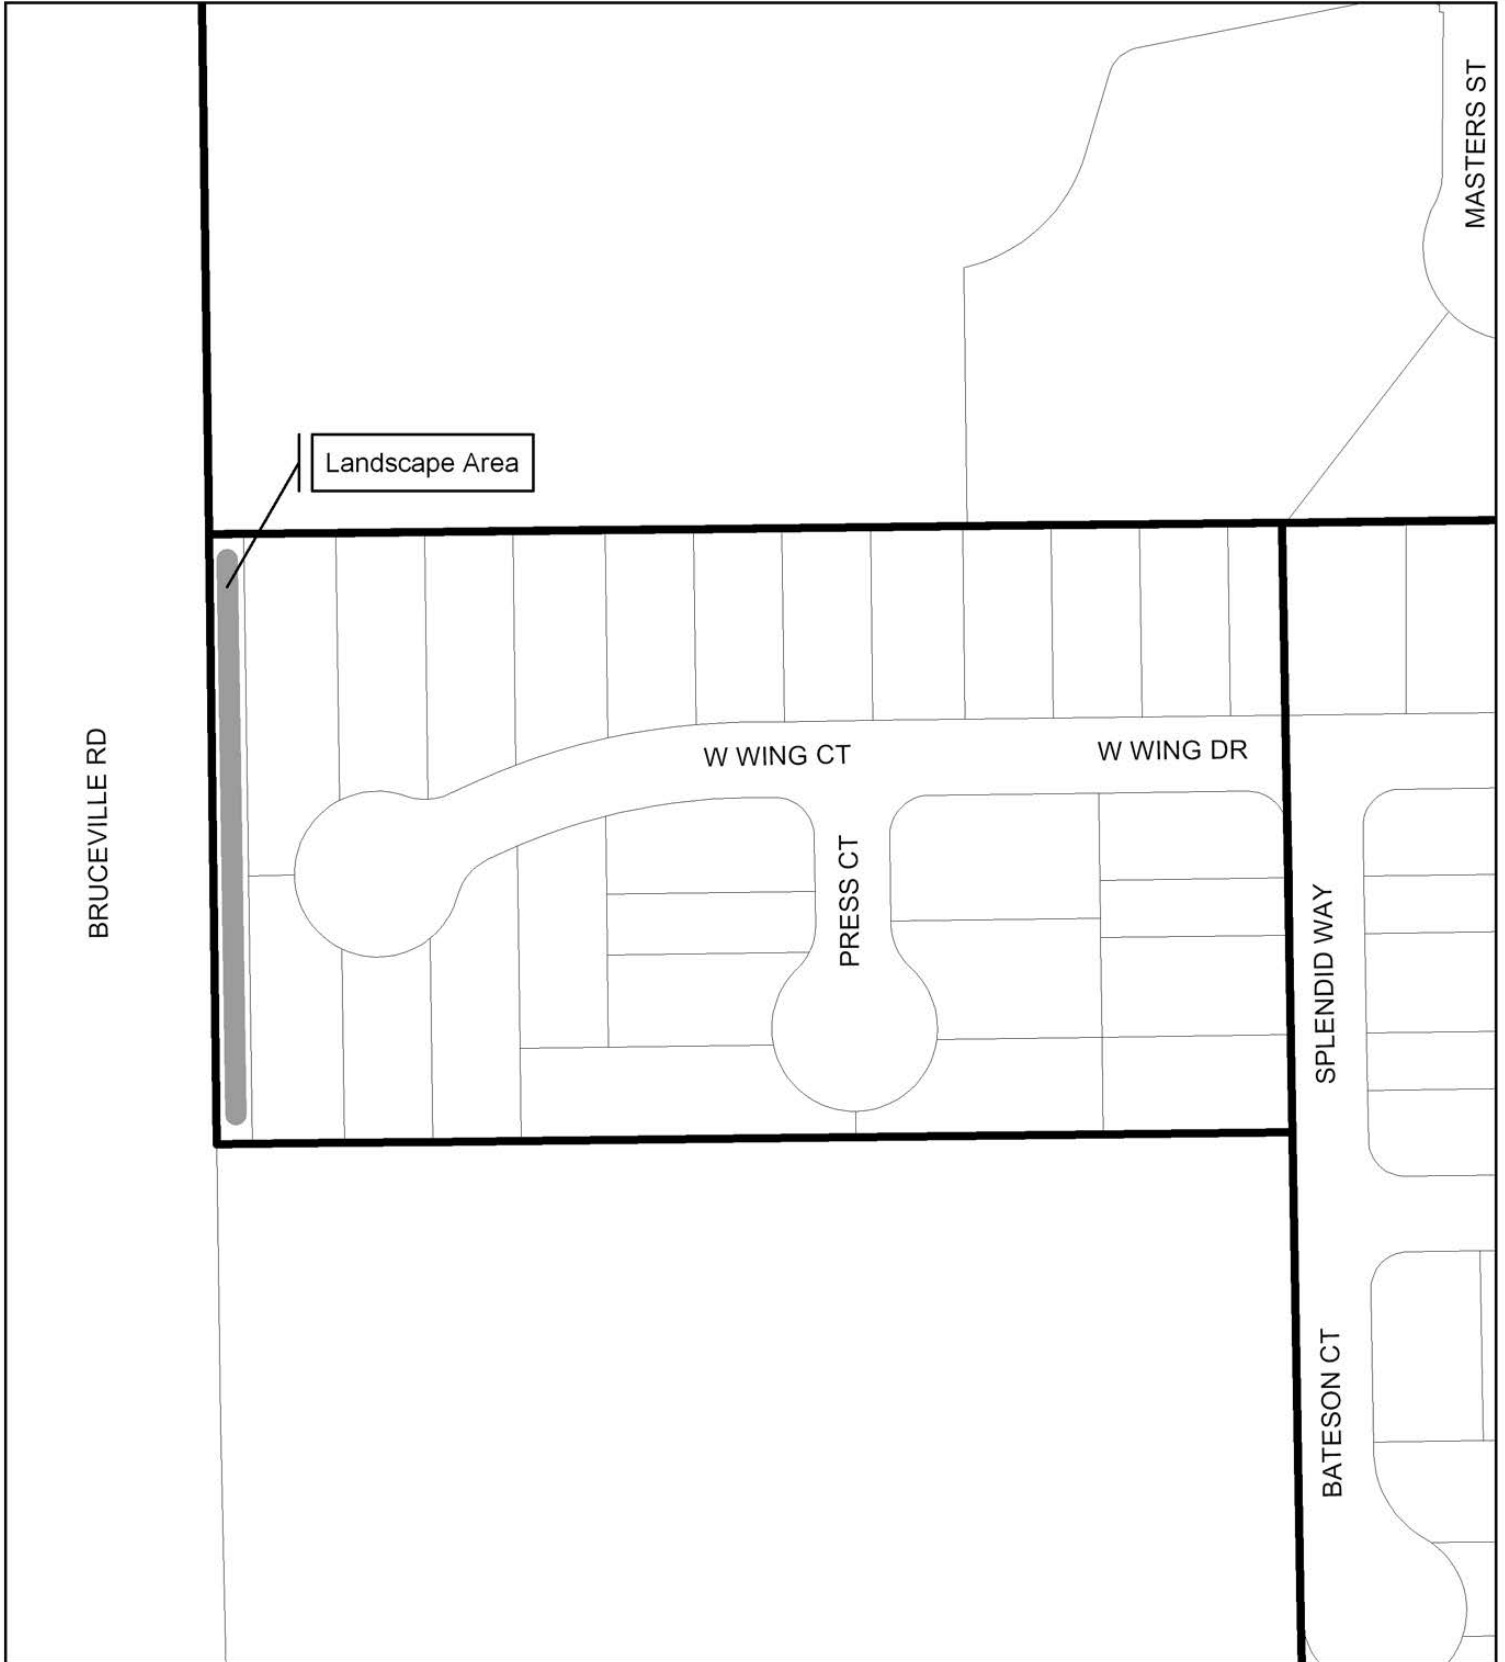 MASTERS ST
Landscape Area
BRUCEVILLE RD
W WING CT
W WING DR
PRESS CT
SPLENDID WAY
BATESON CT